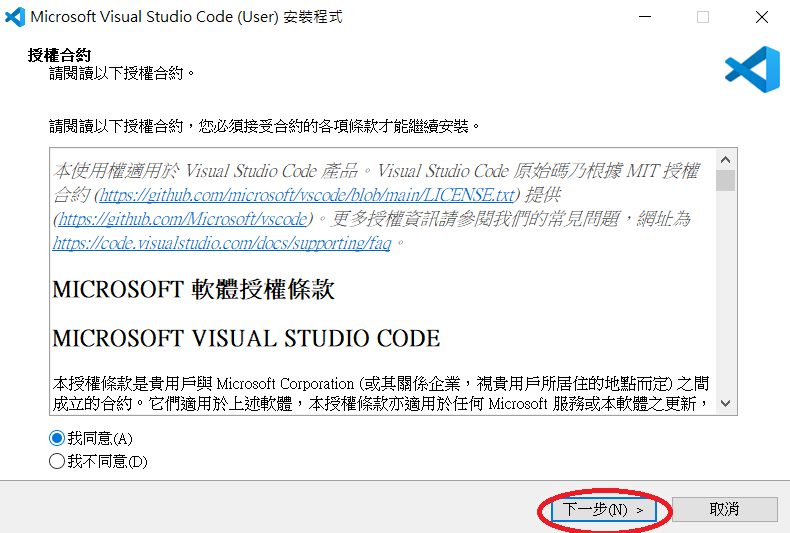 Microsoft Visual Studio Code (User) 安裝程式
授權合約
請閱讀以下授權合約。
請閱讀以下授權合約，您必須接受合約的各項條款才能繼續安裝。
本使用權適用於 Visual Studio Code 產品。Visual Studio Code 原始碼乃根據 MIT 授權
合約 (https://github.com/microsoft/vscode/blob/main/LICENSE.txt) 提供
(https://github.com/Microsoft/vscode)。更多授權資訊請參閱我們的常見問題，網址為
https://code.visualstudio.com/docs/supporting/faq。
MICROSOFT 軟體授權條款
MICROSOFT VISUAL STUDIO CODE
本授權條款是貴用戶與 Microsoft Corporation (或其關係企業，視貴用戶所居住的地點而定) 之間
成立的合約。它們適用於上述軟體，本授權條款亦適用於任何 Microsoft 服務或本軟體之更新，
我同意(A)
我不同意(D)
下一步(N) >
取消